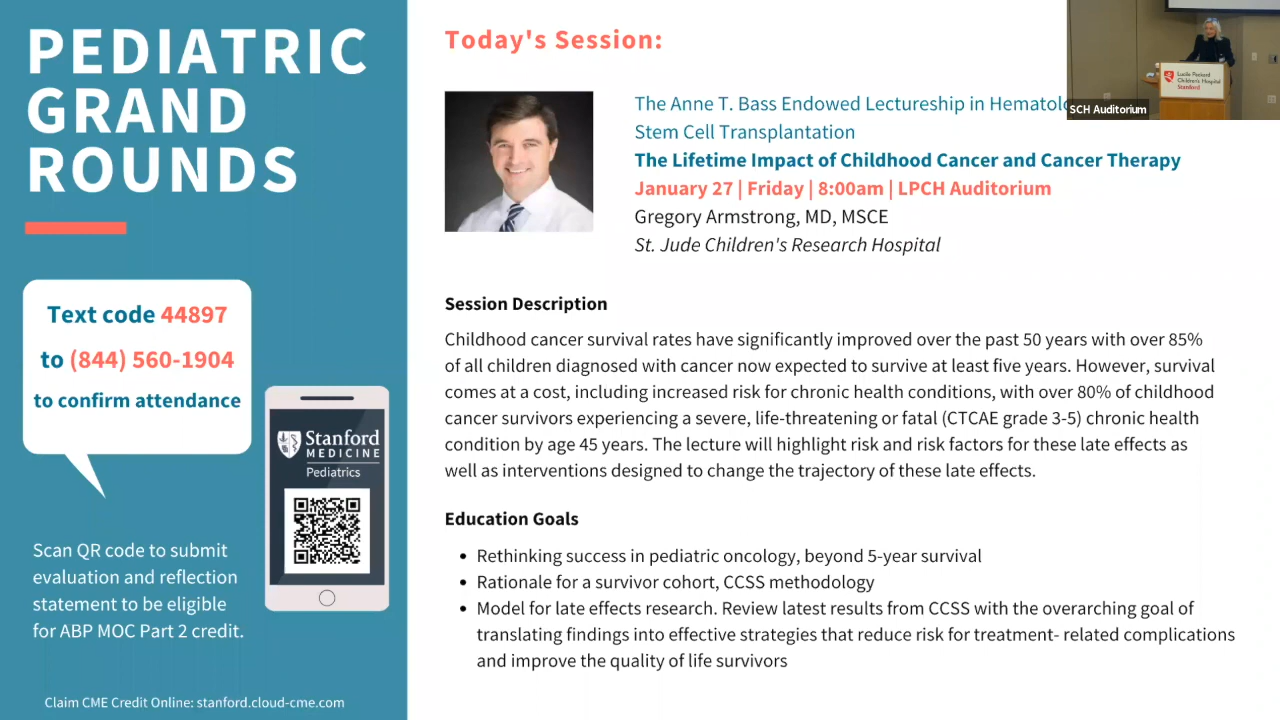 PEDIATRIC
GRAND
ROUNDS
Text code 44897
to (844) 560-1904
to confirm attendance
Stanford
MEDICINE
Pediatrics
Scan QR code to submit
evaluation and reflection
statement to be eligible
for ABP MOC Part 2 credit.
Claim CME Credit Online: stanford.cloud-cme.com
Today's Session:
The Anne T. Bass Endowed Lectureship in
Stem Cell Transplantation
The Lifetime Impact of Childhood Cancer and Cancer Therapy
January 27 | Friday | 8:00am | LPCH Auditorium
Gregory Armstrong, MD, MSCE
St. Jude Children's Research Hospital
Session Description
Childhood cancer survival rates have significantly improved over the past 50 years with over 85%
of all children diagnosed with cancer now expected to survive at least five years. However, survival
comes at a cost, including increased risk for chronic health conditions, with over 80% of childhood
cancer survivors experiencing a severe, life-threatening or fatal (CTCAE grade 3-5) chronic health
condition by age 45 years. The lecture will highlight risk and risk factors for these late effects as
well as interventions designed to change the trajectory of these late effects.
Education Goals
• Rethinking success in pediatric oncology, beyond 5-year survival
• Rationale for a survivor cohort, CCSS methodology
• Model for late effects research. Review latest results from CCSS with the overarching goal of
translating findings into effective strategies that reduce risk for treatment- related complications
and improve the quality of life survivors
Lucile Packard
Children's Hospital
Stanford
SCH Auditorium